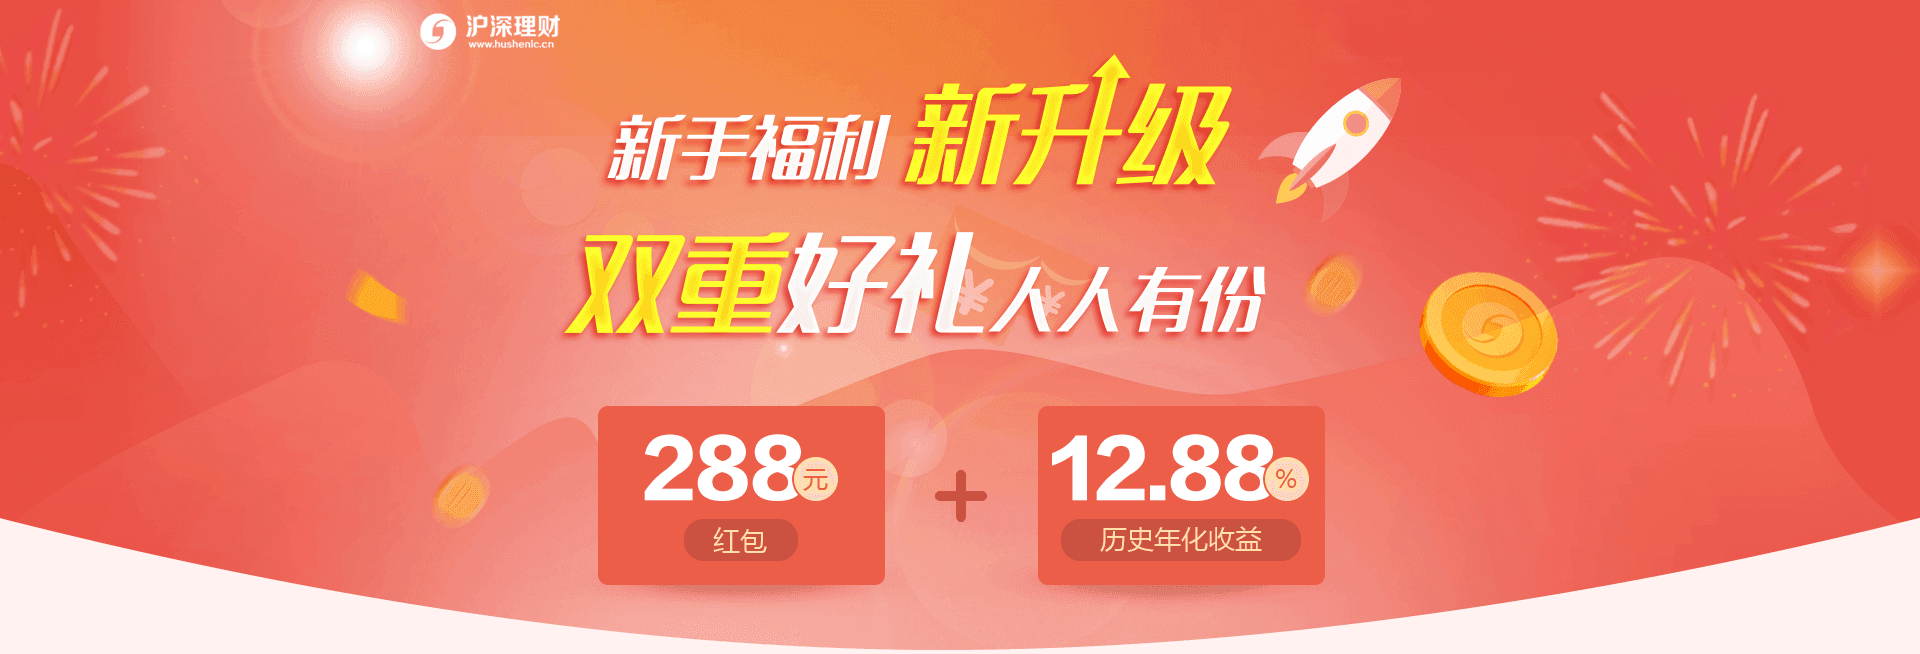 沪深理财
www.hushenlc.cn
新手福利 新升级
双重好礼人人有份
288元
红包
+
12.88%
历史年化收益